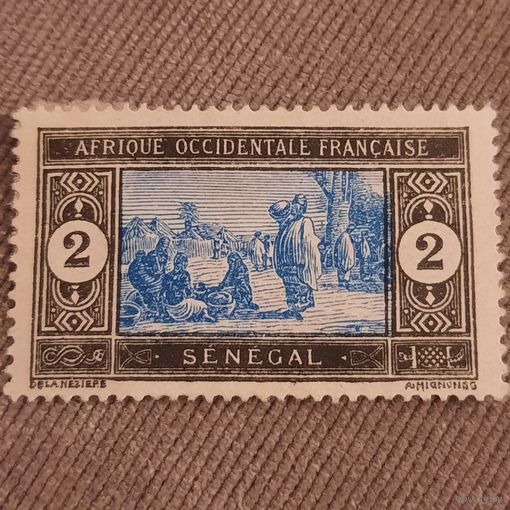 AFRIQUE OCCIDENTALE FRANÇAISE
2 2
SÉNÉGAL